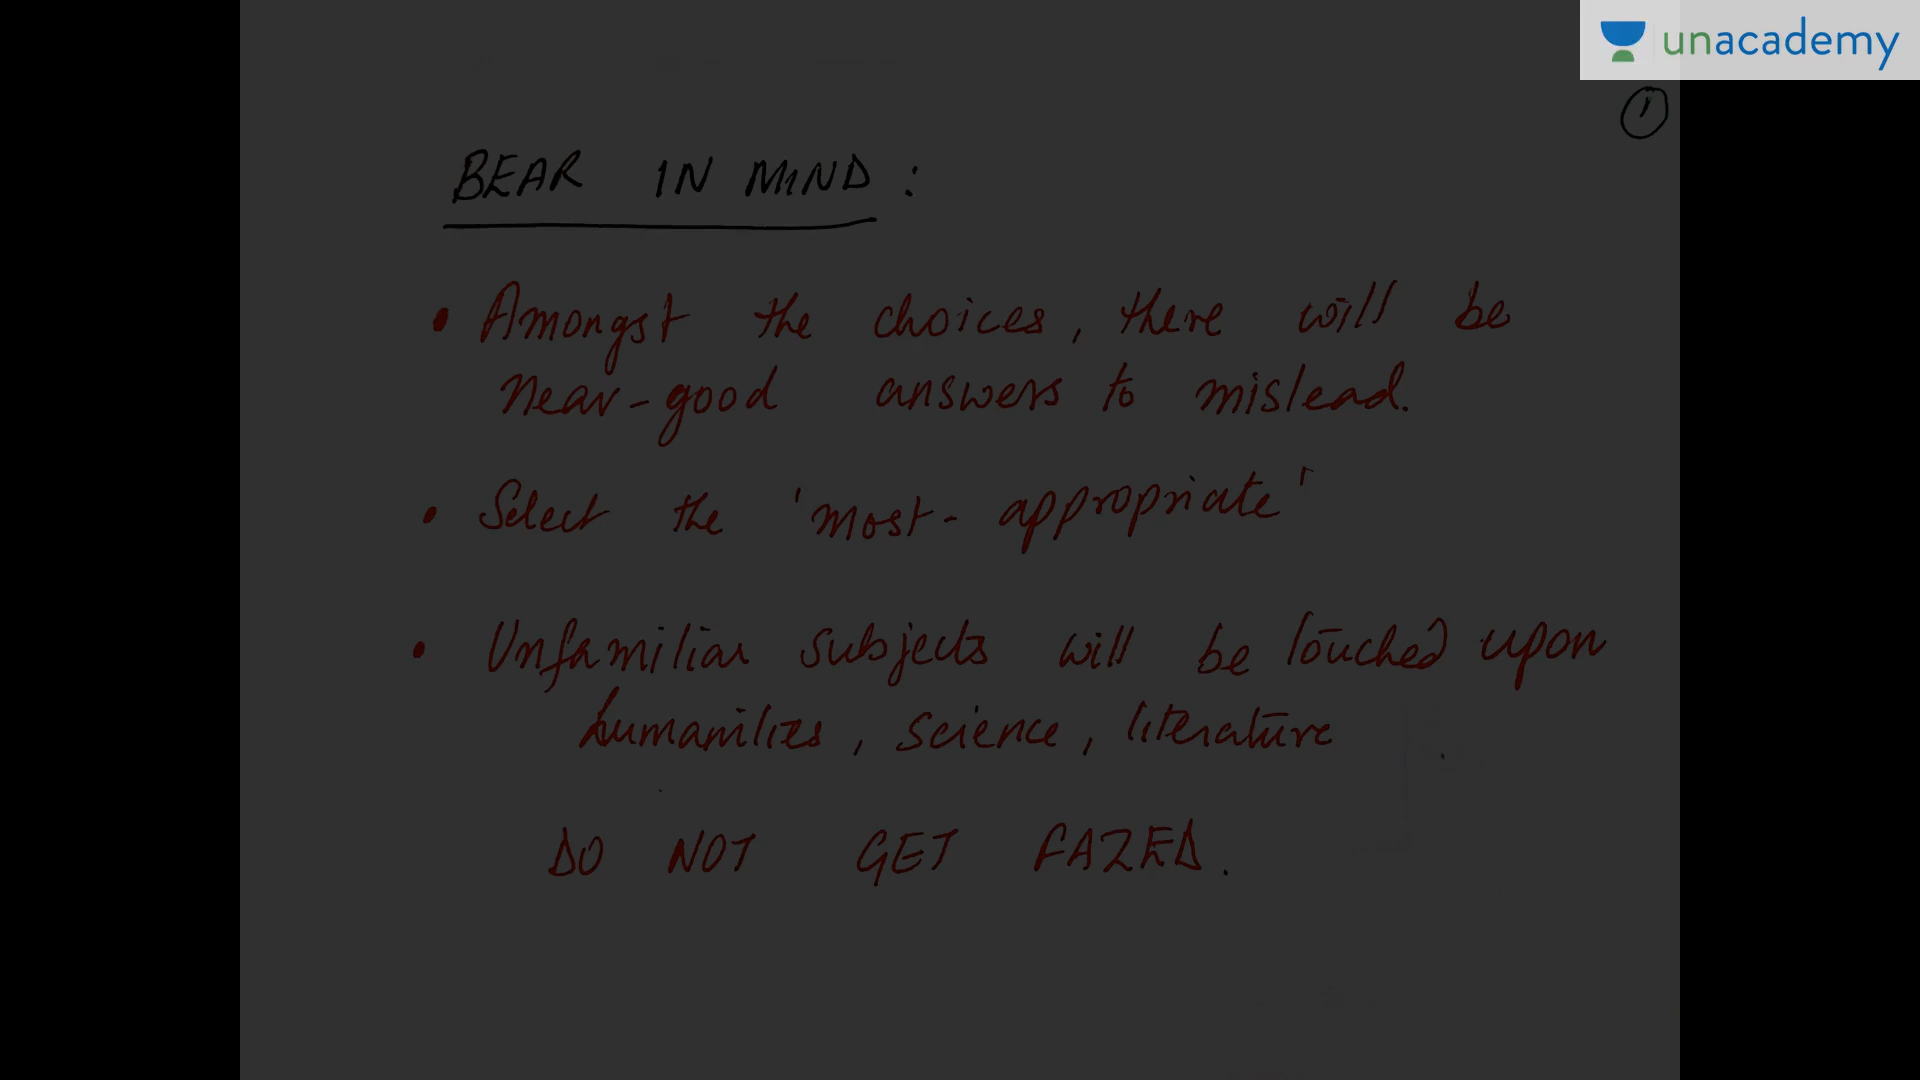 unacademy
1
BEAR IN MIND :
• Amongst the choices, there will be
near-good answers to mislead.
• Select the 'most-appropriate'
• Unfamiliar subjects will be touched upon
humanities, science, literature
DO NOT GET FAZED.